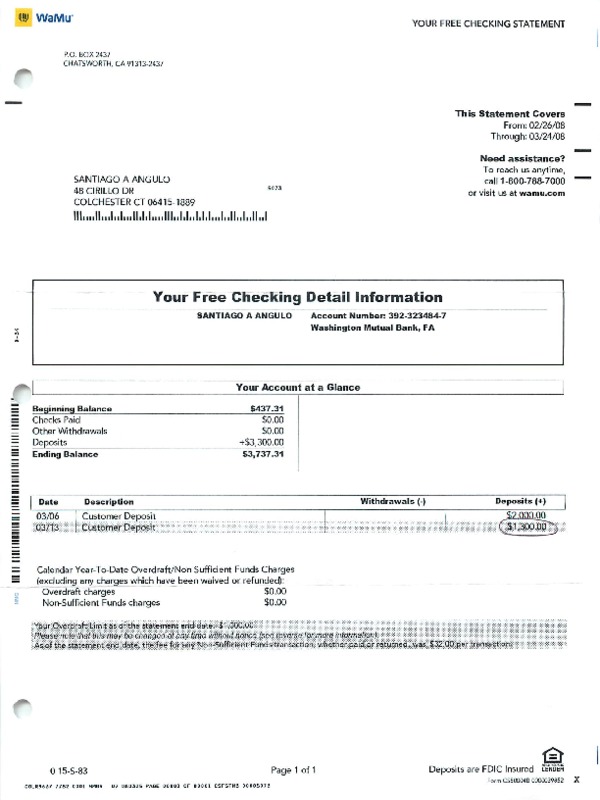 WaMu
YOUR FREE CHECKING STATEMENT
P.O. BOX 2437
CHATSWORTH, CA 91313-2437
This Statement Covers
From: 02/26/08
Through: 03/24/08
Need assistance?
To reach us anytime,
call 1-800-788-7000
or visit us at wamu.com
SANTIAGO A ANGULO
48 CIRILLO DR
COLCHESTER CT 06415-1889
Your Free Checking Detail Information
SANTIAGO A ANGULO Account Number: 392-323484-7
Washington Mutual Bank, FA
Your Account at a Glance
Beginning Balance $437.31
Checks Paid $0.00
Other Withdrawals $0.00
Deposits +$3,300.00
Ending Balance $3,737.31
Date Description Withdrawals (-) Deposits (+)
03/06 Customer Deposit $2,000.00
03/13 Customer Deposit $1,300.00
Calendar Year-To-Date Overdraft/Non Sufficient Funds Charges
(excluding any charges which have been waived or refunded):
Overdraft charges $0.00
Non-Sufficient Funds charges $0.00
Your Overdraft Limit as of the statement end date
Please note that this may be changed at any time without notice (see reverse for more information).
As of the statement end date, the fee for any Non-Sufficient Funds transaction, whether paid or returned, was $32.00 per transaction.
0 15-S-83
Page 1 of 1
Deposits are FDIC Insured
LENDER
X